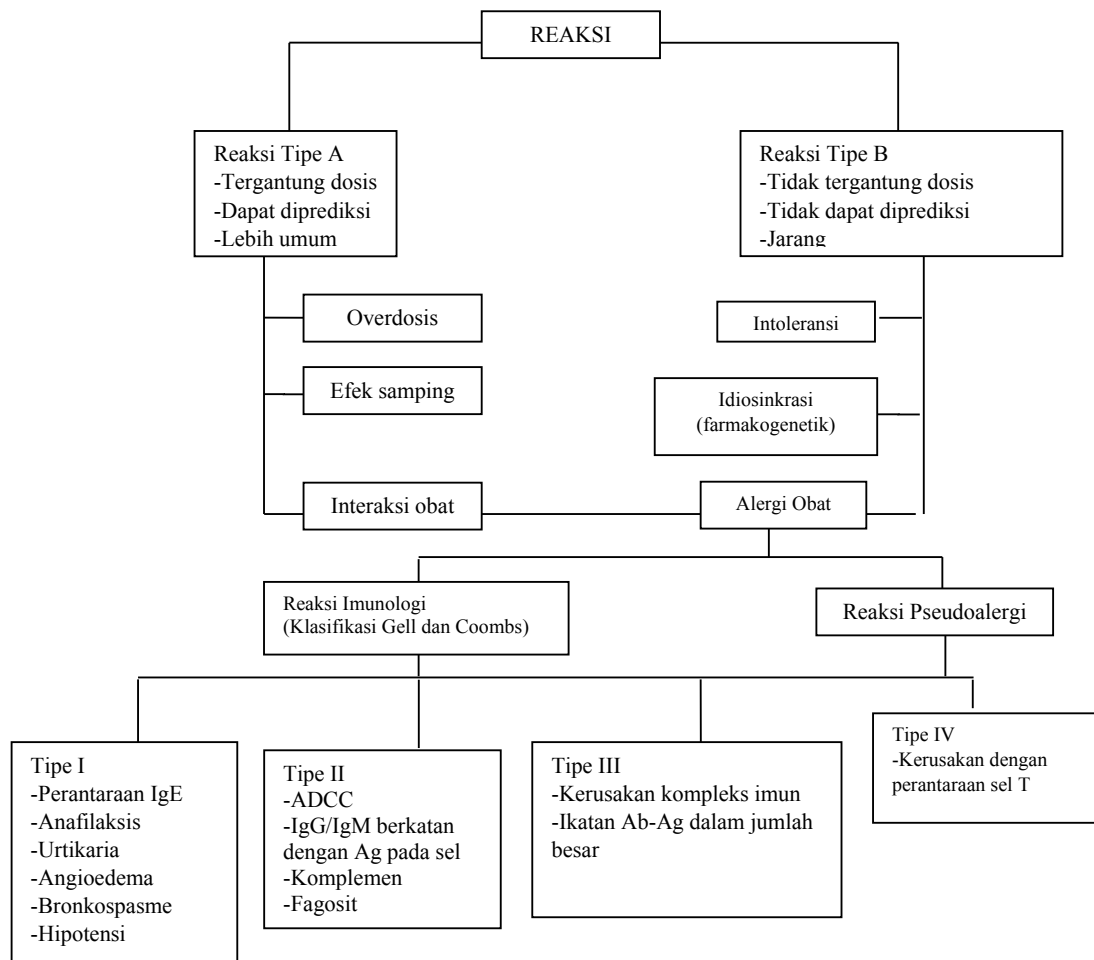 REAKSI
Reaksi Tipe A
-Tergantung dosis
-Dapat diprediksi
-Lebih umum
Reaksi Tipe B
-Tidak tergantung dosis
-Tidak dapat diprediksi
-Jarang
Overdosis
Intoleransi
Efek samping
Idiosinkrasi
(farmakogenetik)
Interaksi obat
Alergi Obat
Reaksi Imunologi
(Klasifikasi Gell dan Coombs)
Reaksi Pseudoalergi
Tipe I
-Perantaraan IgE
-Anafilaksis
-Urtikaria
-Angioedema
-Bronkospasme
-Hipotensi
Tipe II
-ADCC
-IgG/IgM berkatan
dengan Ag pada sel
-Komplemen
-Fagosit
Tipe III
-Kerusakan kompleks imun
-Ikatan Ab-Ag dalam jumlah
besar
Tipe IV
-Kerusakan dengan
perantaraan sel T